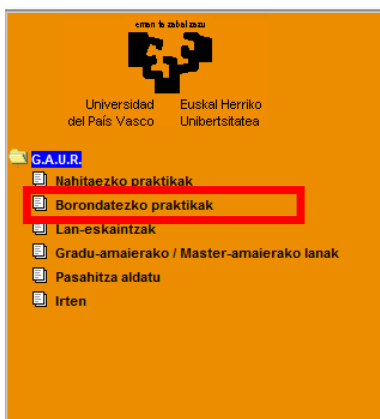 eman ta zabal zazu
Universidad Euskal Herriko
del País Vasco Unibertsitatea
G.A.U.R.
Nahitaezko praktikak
Borondatezko praktikak
Lan-eskaintzak
Gradu-amaierako / Master-amaierako lanak
Pasahitza aldatu
Irten